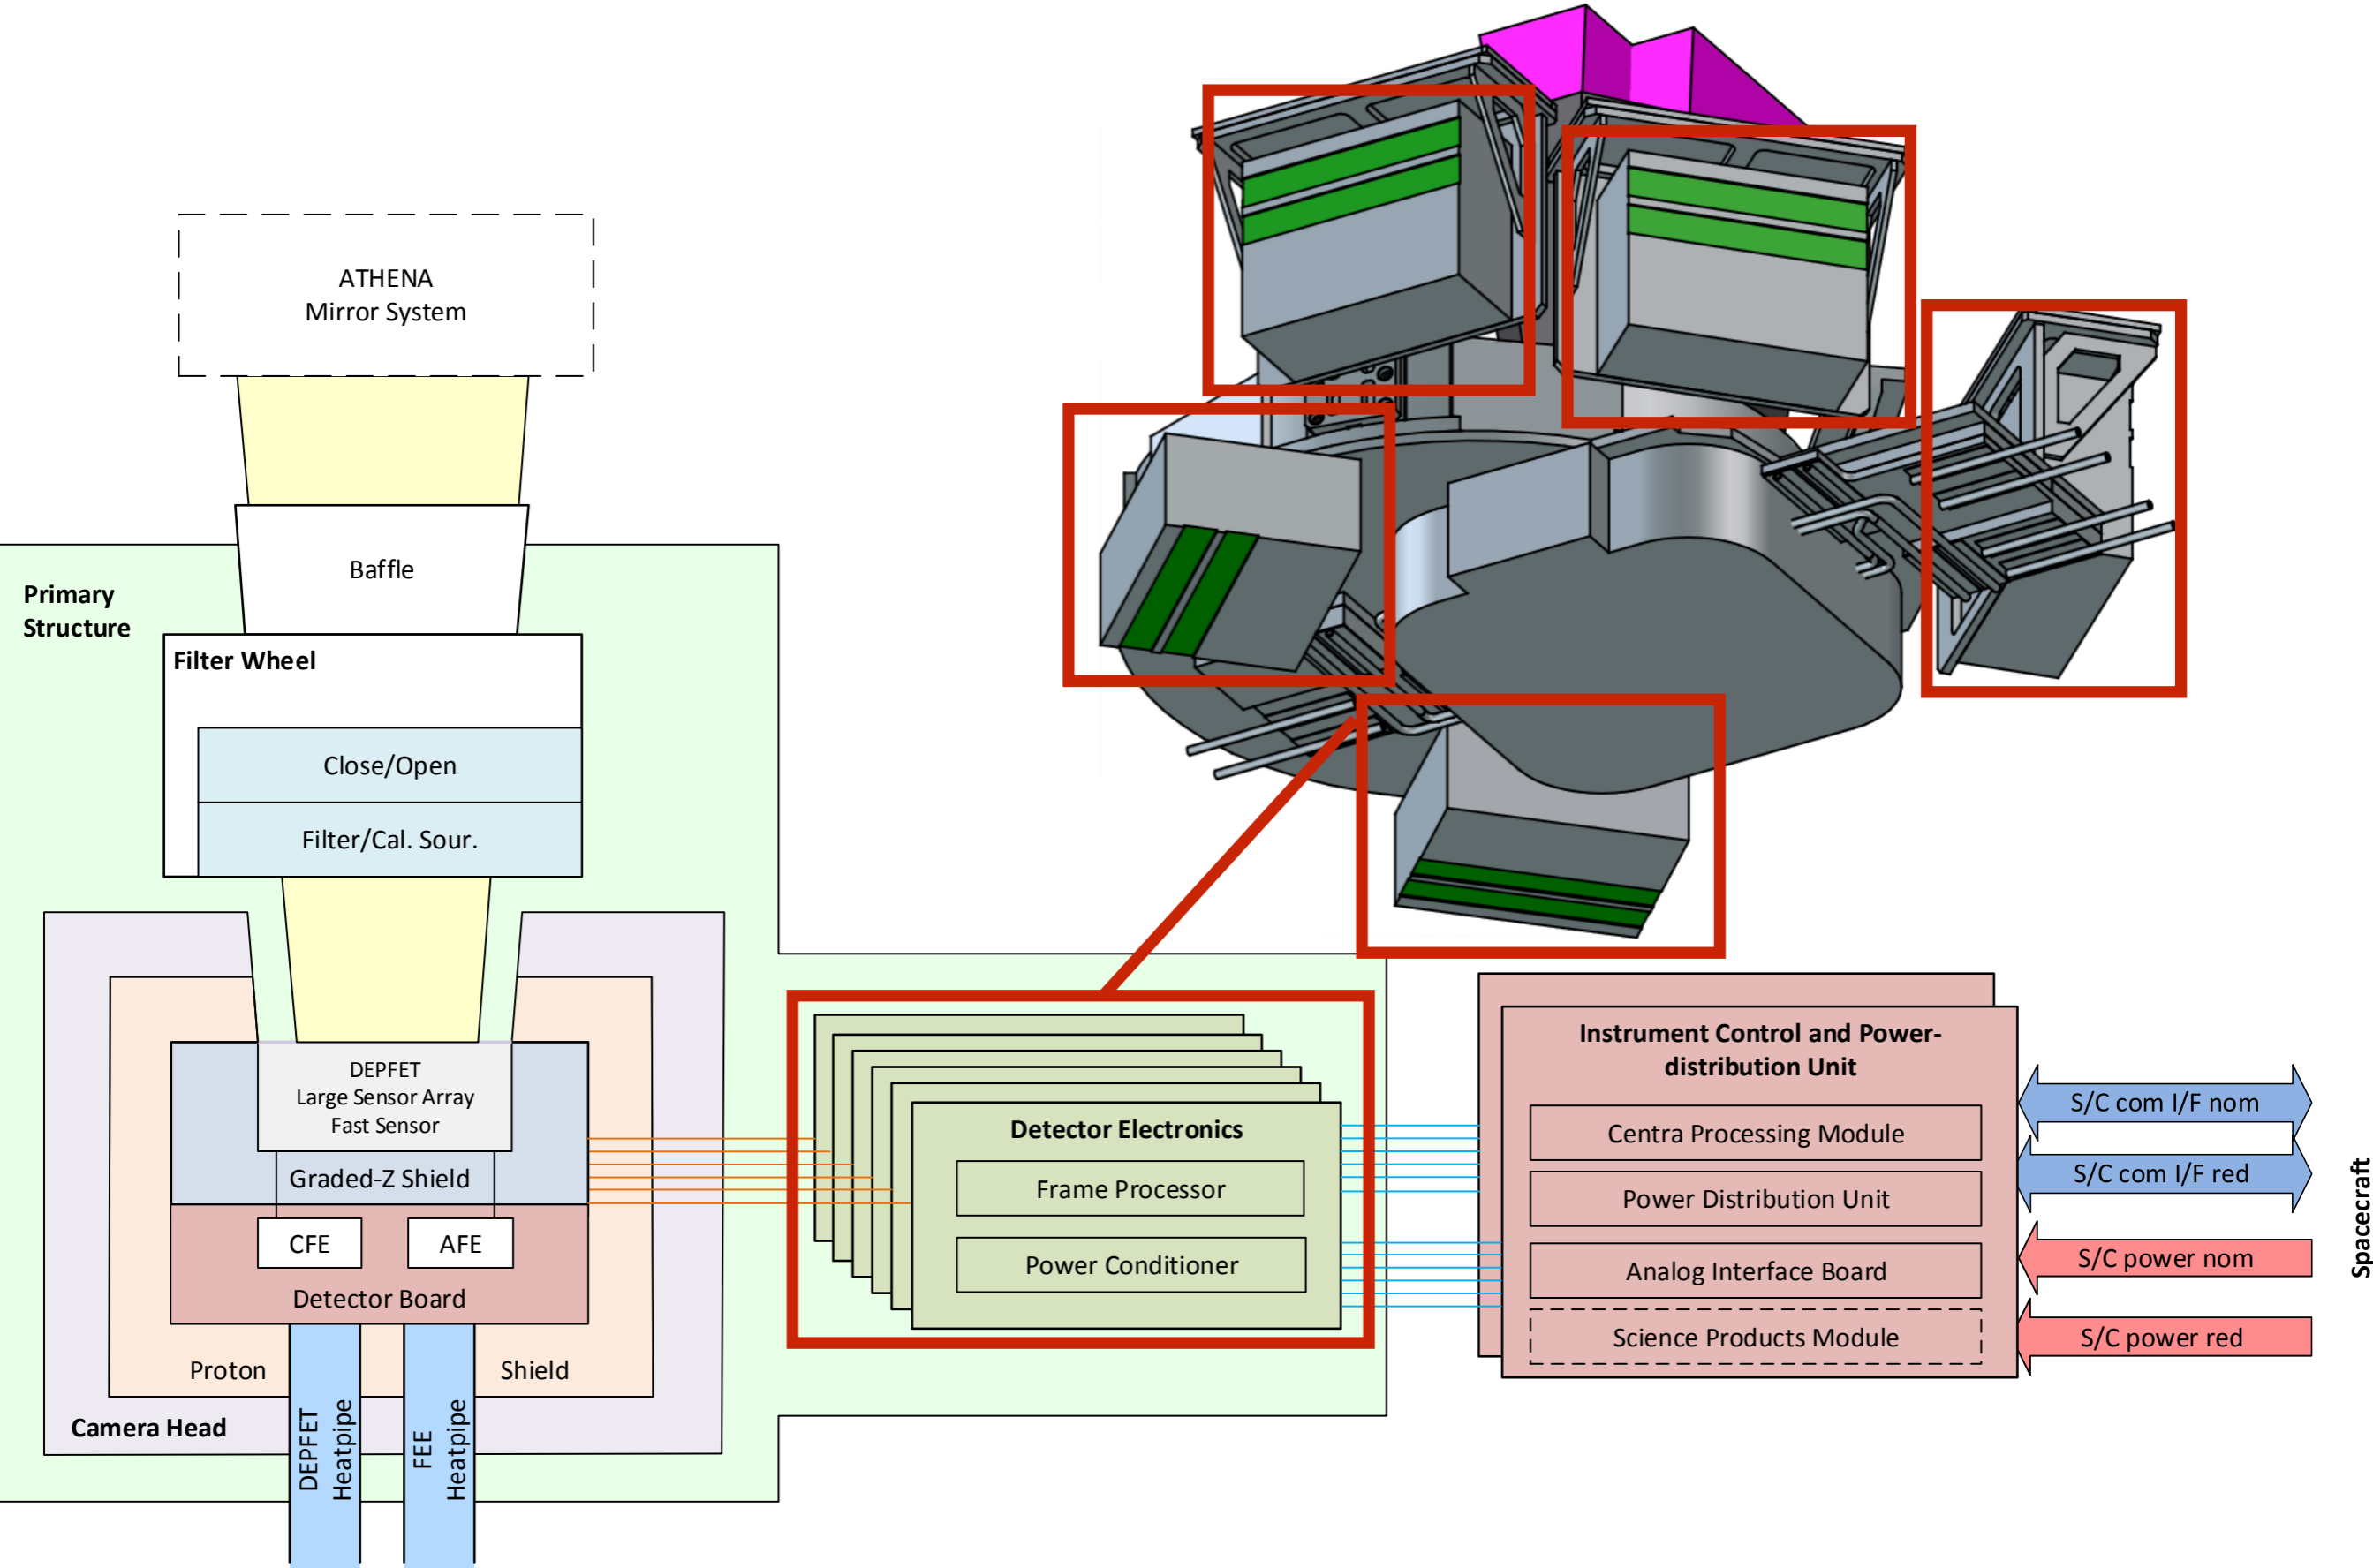 ATHENA
Mirror System
Baffle
Primary
Structure
Filter Wheel
Close/Open
Filter/Cal. Sour.
DEPFET
Large Sensor Array
Fast Sensor
Graded-Z Shield
CFE
AFE
Detector Board
Proton
Shield
Camera Head
DEPFET
Heatpipe
FEE
Heatpipe
Detector Electronics
Frame Processor
Power Conditioner
Instrument Control and Power-
distribution Unit
Centra Processing Module
Power Distribution Unit
Analog Interface Board
Science Products Module
S/C com I/F nom
S/C com I/F red
S/C power nom
S/C power red
Spacecraft